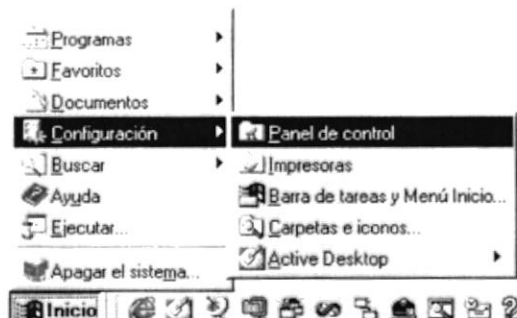 Programas
Favoritos
Documentos
Configuración
Buscar
Ayuda
Ejecutar...
Apagar el sistema...
Panel de control
Impresoras
Barra de tareas y Menú Inicio...
Carpetas e iconos...
Active Desktop
Inicio